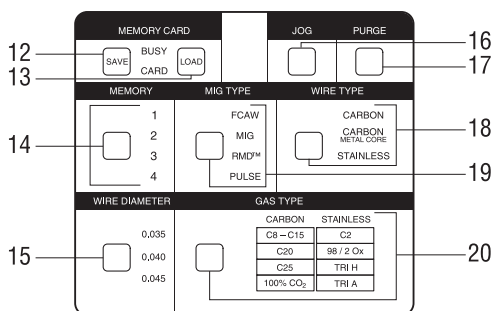 MEMORY CARD
JOG
PURGE
12
SAVE
BUSY
CARD
LOAD
13
16
17
MEMORY
MIG TYPE
WIRE TYPE
14
1
2
3
4
FCAW
MIG
RMD™
PULSE
CARBON
CARBON
METAL CORE
STAINLESS
18
19
WIRE DIAMETER
GAS TYPE
15
0.035
0.040
0.045
CARBON STAINLESS
C8 – C15 C2
C20 98 / 2 Ox
C25 TRI H
100% CO₂ TRI A
20